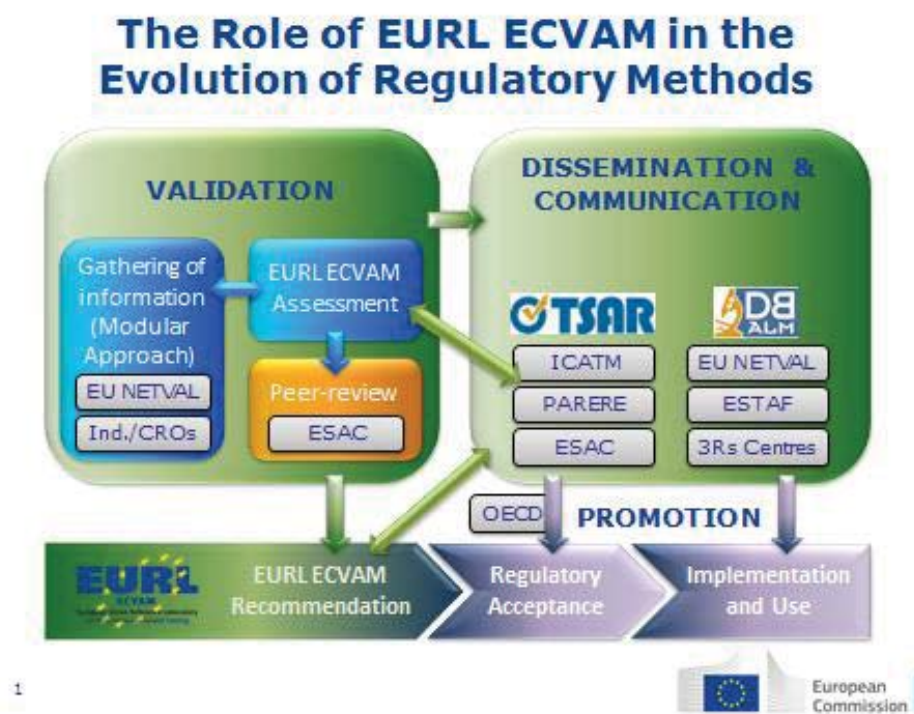 The Role of EURL ECVAM in the
Evolution of Regulatory Methods
VALIDATION
Gathering of
information
(Modular
Approach)
EU NETVAL
Ind./CROs
EURL ECVAM
Assessment
Peer-review
ESAC
DISSEMINATION &
COMMUNICATION
TSAR
ICATM
PARERE
ESAC
DB
ALM
EU NETVAL
ESTAF
3Rs Centres
OECD
PROMOTION
EURL
ECVAM
EURL ECVAM
Recommendation
Regulatory
Acceptance
Implementation
and Use
1
European
Commission